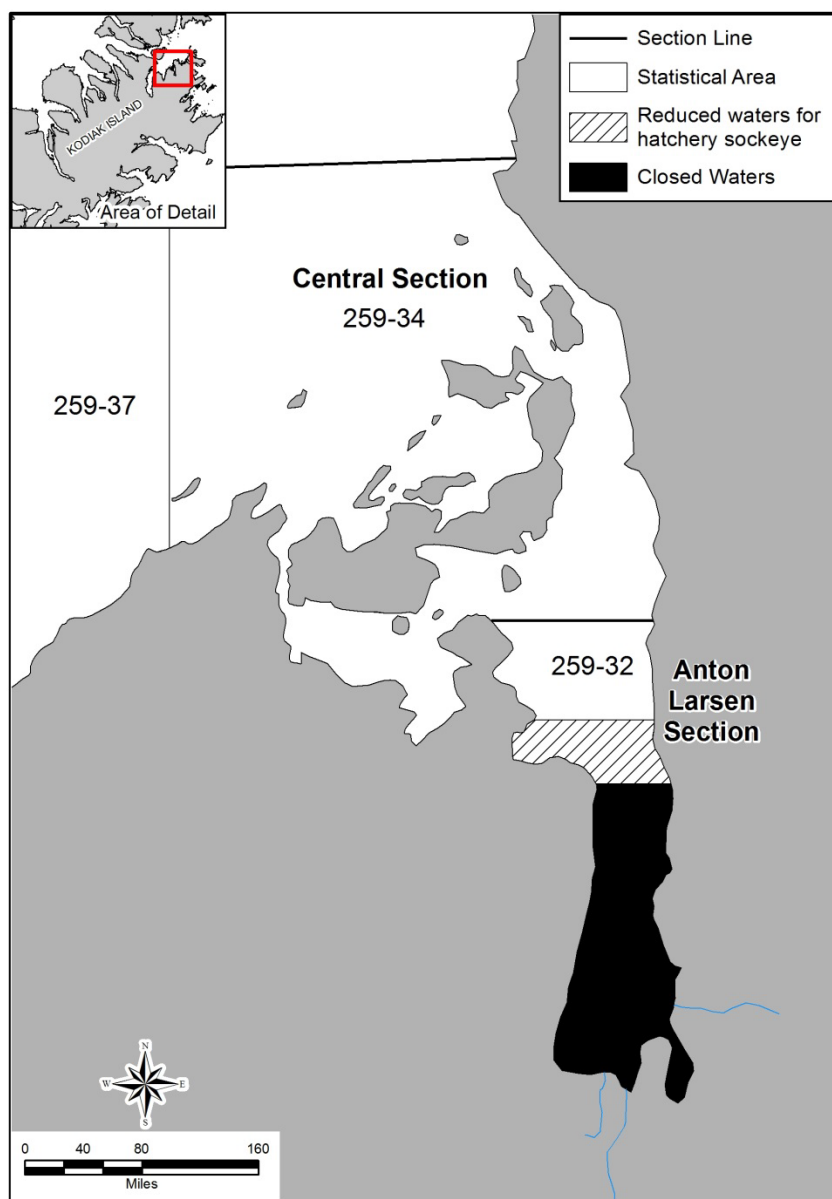 KODIAK ISLAND
Area of Detail
Section Line
Statistical Area
Reduced waters for
hatchery sockeye
Closed Waters
Central Section
259-34
259-37
259-32
Anton
Larsen
Section
N
W
E
S
0 40 80 160
Miles